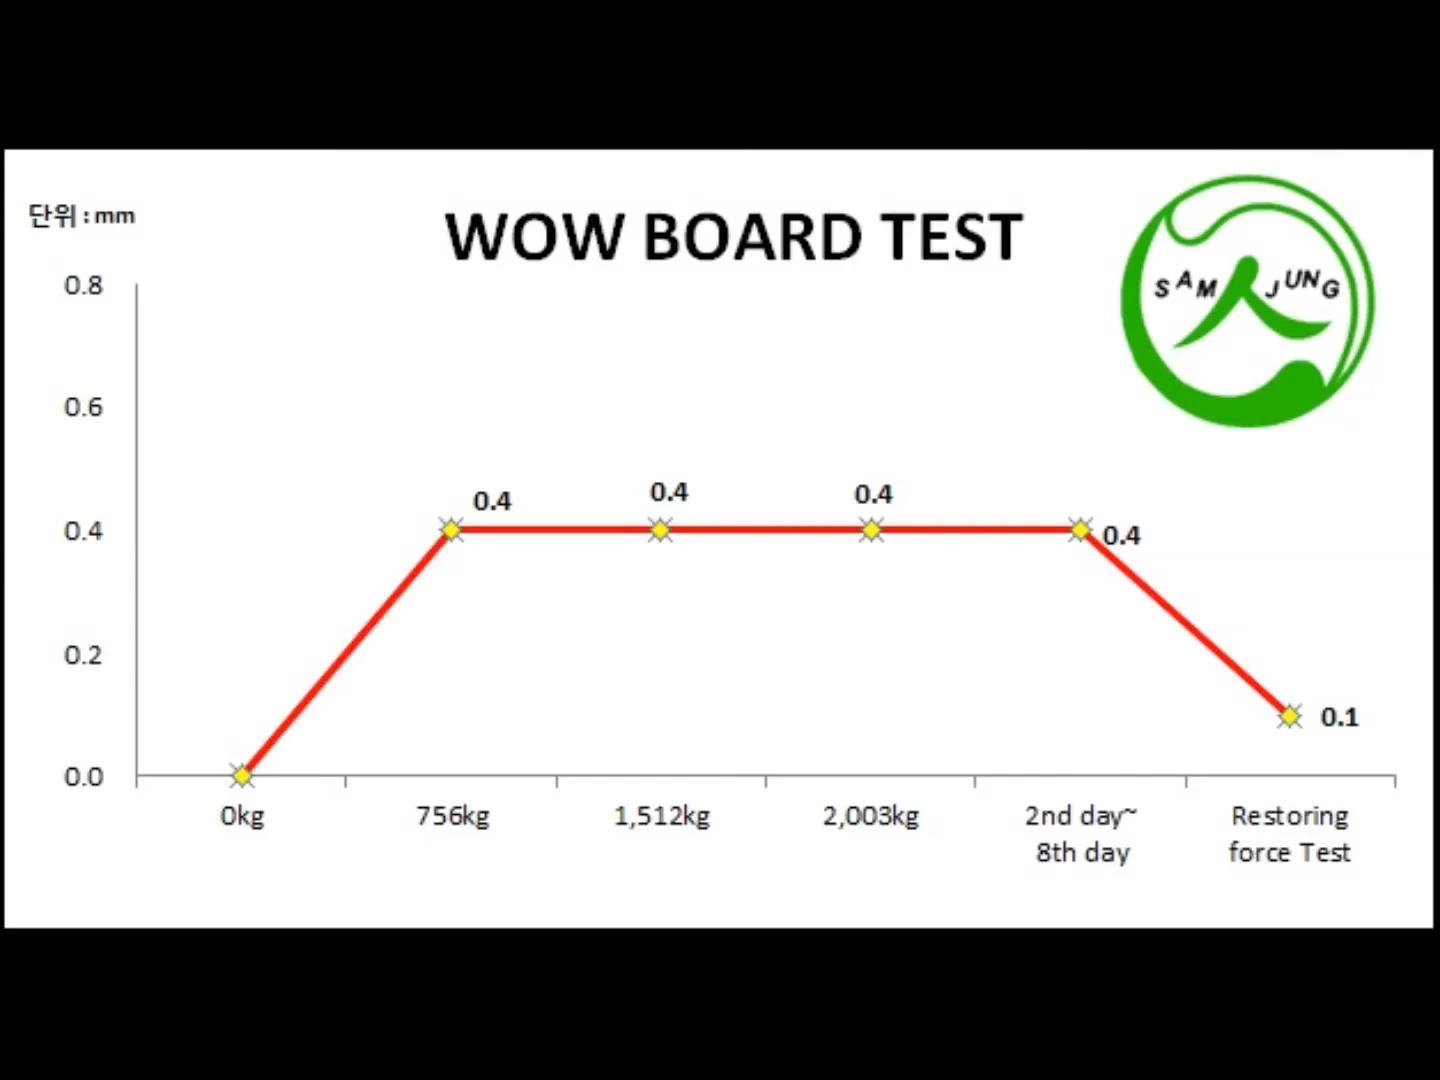 단위 : mm
WOW BOARD TEST
SAM JUNG
0.8
0.6
0.4
0.2
0.0
0.4
0.4
0.4
0.4
0.1
0kg
756kg
1,512kg
2,003kg
2nd day~
8th day
Restoring
force Test